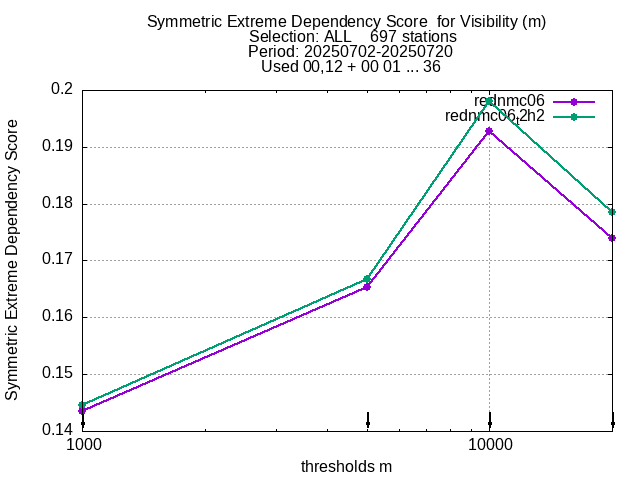 Symmetric Extreme Dependency Score  for Visibility (m)
Selection: ALL    697 stations
Period: 20250702-20250720
Used 00,12 + 00 01 ... 36
rednmc06
rednmc06,2h2
0.2
0.19
0.18
0.17
0.16
0.15
0.14
Symmetric Extreme Dependency Score
1000
10000
thresholds m